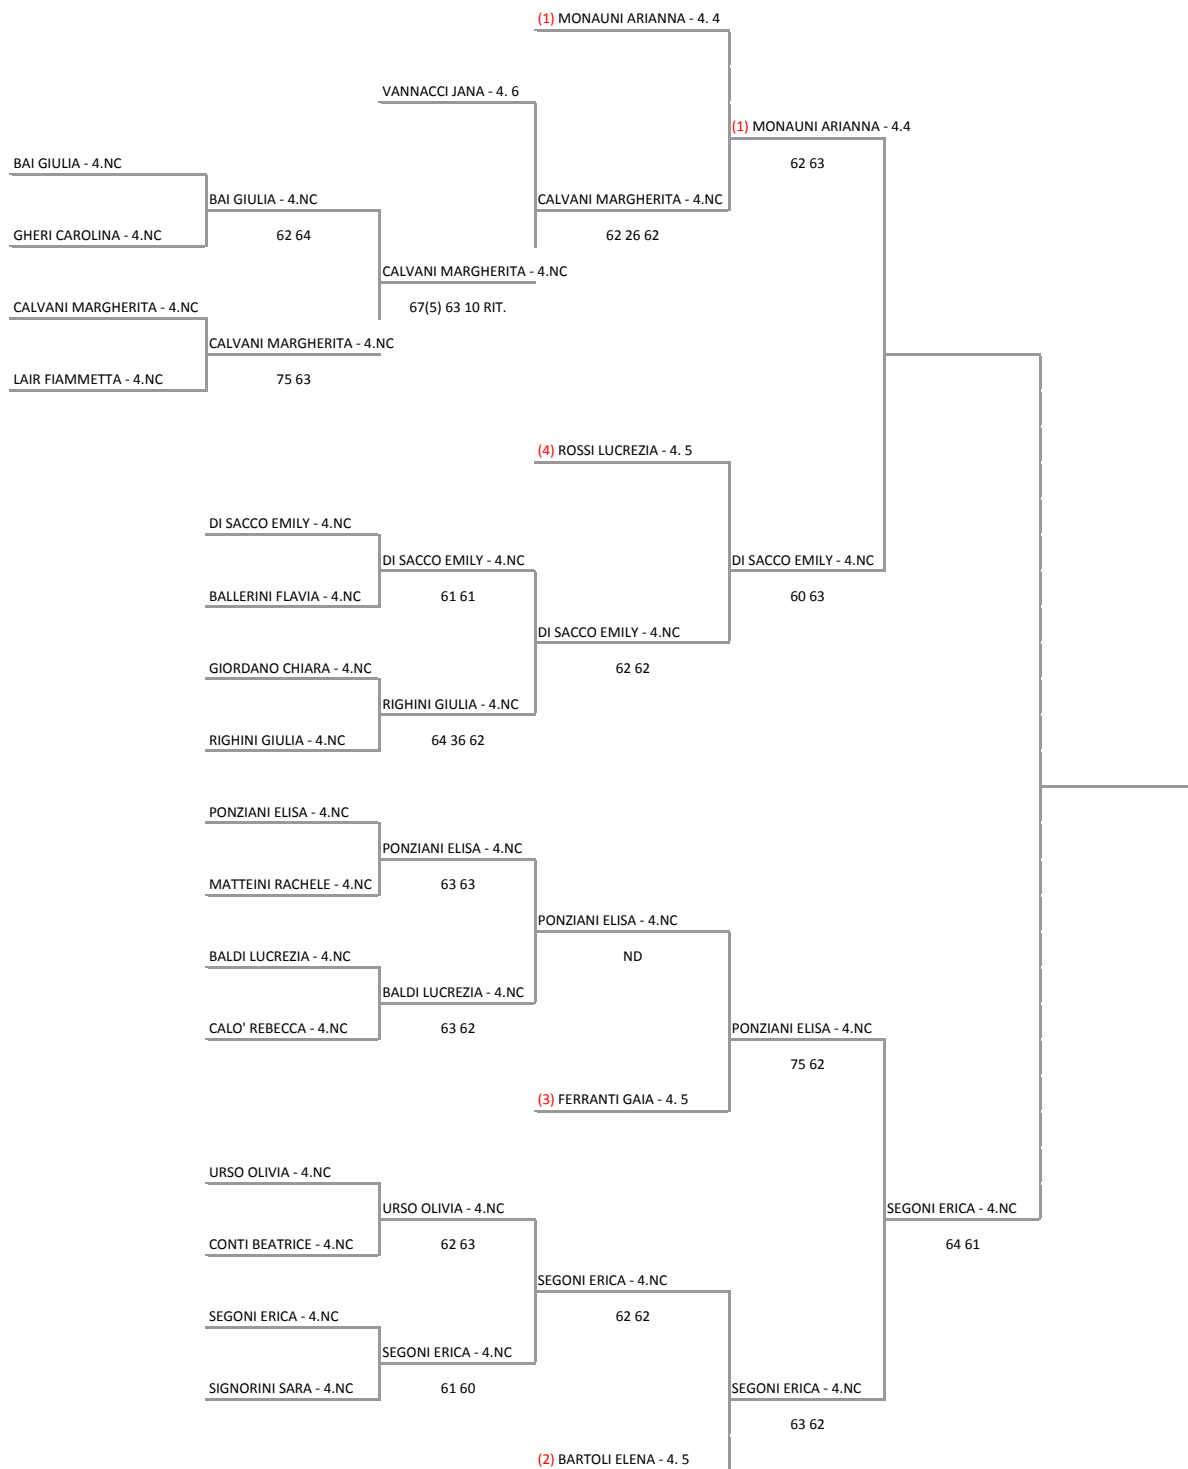 (1) MONAUNI ARIANNA - 4. 4
VANNACCI JANA - 4. 6
(1) MONAUNI ARIANNA - 4.4
BAI GIULIA - 4.NC
62 63
BAI GIULIA - 4.NC
CALVANI MARGHERITA - 4.NC
GHERI CAROLINA - 4.NC
62 64
62 26 62
CALVANI MARGHERITA - 4.NC
CALVANI MARGHERITA - 4.NC
67(5) 63 10 RIT.
CALVANI MARGHERITA - 4.NC
LAIR FIAMMETTA - 4.NC
75 63
(4) ROSSI LUCREZIA - 4. 5
DI SACCO EMILY - 4.NC
DI SACCO EMILY - 4.NC
DI SACCO EMILY - 4.NC
BALLERINI FLAVIA - 4.NC
61 61
60 63
DI SACCO EMILY - 4.NC
GIORDANO CHIARA - 4.NC
62 62
RIGHINI GIULIA - 4.NC
RIGHINI GIULIA - 4.NC
64 36 62
PONZIANI ELISA - 4.NC
PONZIANI ELISA - 4.NC
MATTEINI RACHELE - 4.NC
63 63
PONZIANI ELISA - 4.NC
BALDI LUCREZIA - 4.NC
ND
BALDI LUCREZIA - 4.NC
CALO' REBECCA - 4.NC
63 62
PONZIANI ELISA - 4.NC
75 62
(3) FERRANTI GAIA - 4. 5
URSO OLIVIA - 4.NC
URSO OLIVIA - 4.NC
SEGONI ERICA - 4.NC
CONTI BEATRICE - 4.NC
62 63
64 61
SEGONI ERICA - 4.NC
SEGONI ERICA - 4.NC
62 62
SEGONI ERICA - 4.NC
SIGNORINI SARA - 4.NC
61 60
SEGONI ERICA - 4.NC
63 62
(2) BARTOLI ELENA - 4. 5